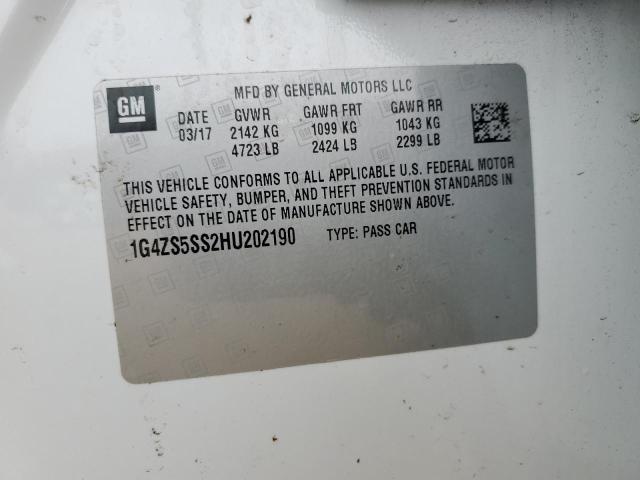 GM
MFD BY GENERAL MOTORS LLC
DATE GVWR GAWR FRT GAWR RR
03/17 2142 KG 1099 KG 1043 KG
4723 LB 2424 LB 2299 LB
THIS VEHICLE CONFORMS TO ALL APPLICABLE U.S. FEDERAL MOTOR
VEHICLE SAFETY, BUMPER, AND THEFT PREVENTION STANDARDS IN
EFFECT ON THE DATE OF MANUFACTURE SHOWN ABOVE.
1G4ZS5SS2HU202190 TYPE: PASS CAR